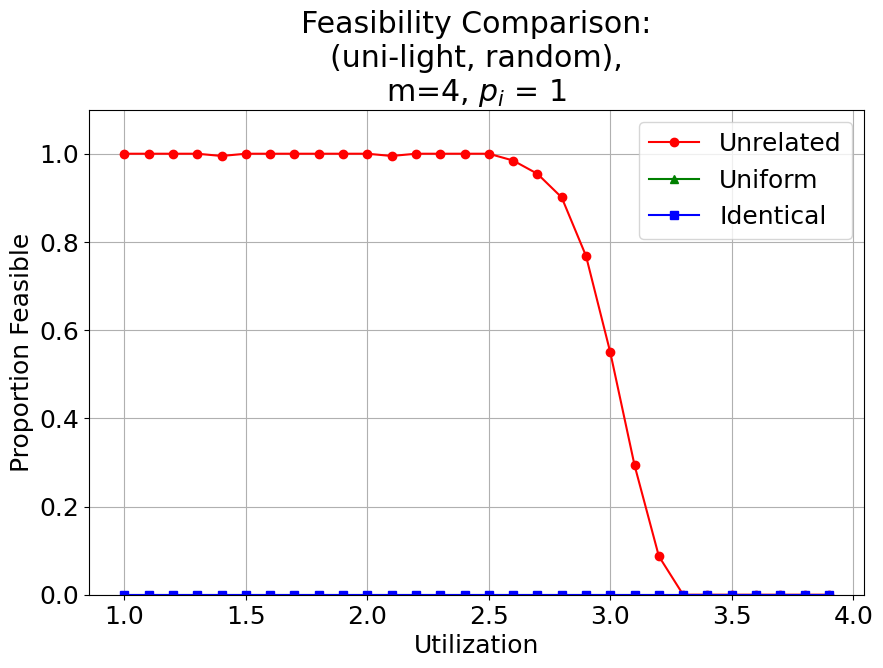 Feasibility Comparison:
(uni-light, random),
m=4, $p_i$ = 1
Unrelated
Uniform
Identical
Proportion Feasible
1.0
0.8
0.6
0.4
0.2
0.0
1.0 1.5 2.0 2.5 3.0 3.5 4.0
Utilization